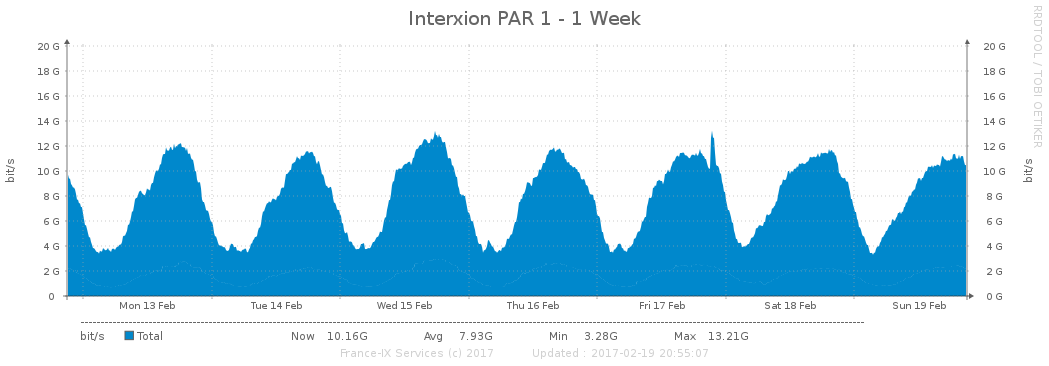 Interxion PAR 1 - 1 Week
RRDTOOL / TOBI OETIKER
bit/s
20 G 20 G
18 G 18 G
16 G 16 G
14 G 14 G
12 G 12 G
10 G 10 G
8 G 8 G
6 G 6 G
4 G 4 G
2 G 2 G
0 0 G
bit/s
Mon 13 Feb Tue 14 Feb Wed 15 Feb Thu 16 Feb Fri 17 Feb Sat 18 Feb Sun 19 Feb
bit/s Total Now 10.16G Avg 7.93G Min 3.28G Max 13.21G
France-IX Services (c) 2017 Updated : 2017-02-19 20:55:07